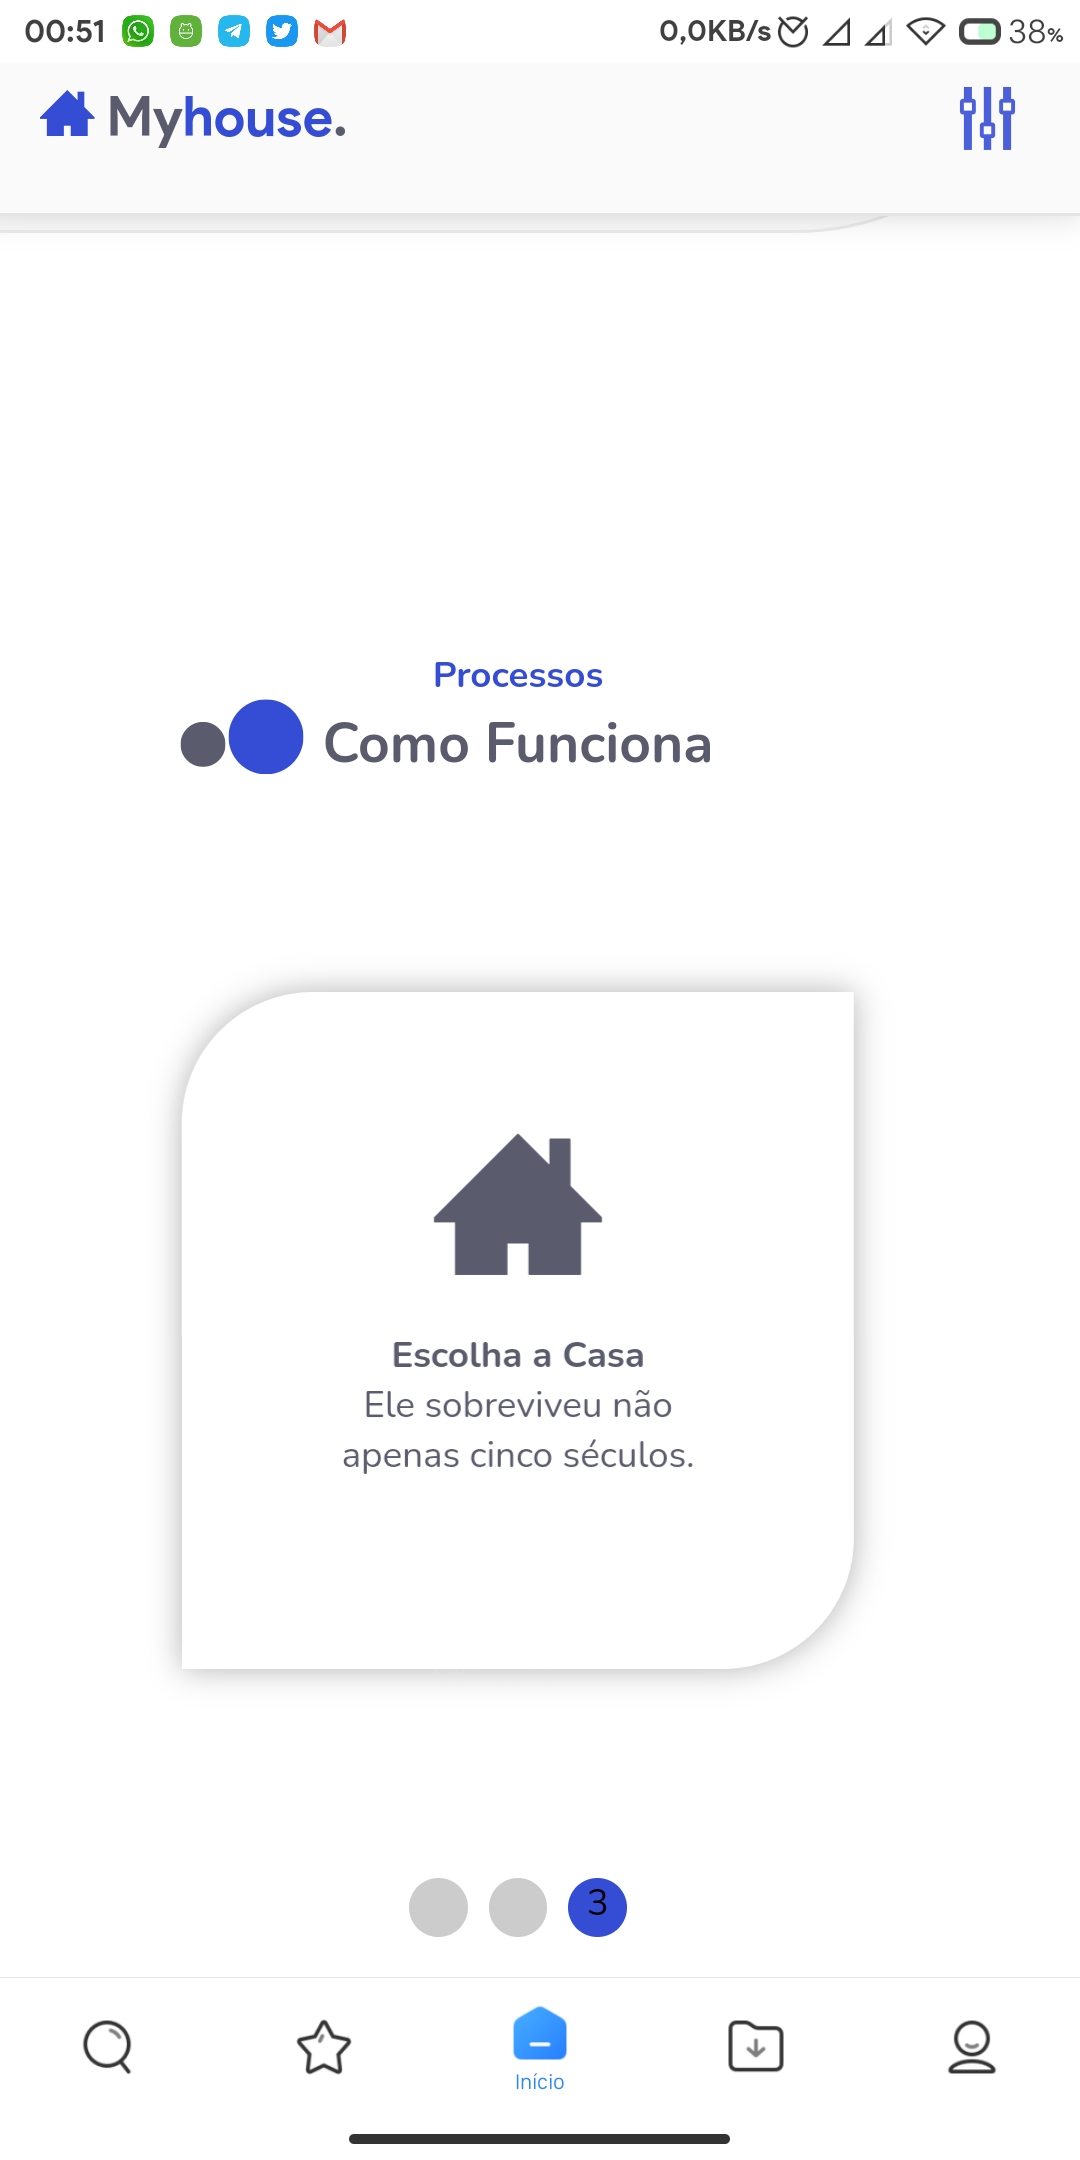 00:51 0,0KB/s 38%
Myhouse.
Processos
Como Funciona
Escolha a Casa
Ele sobreviveu não
apenas cinco séculos.
3
Início